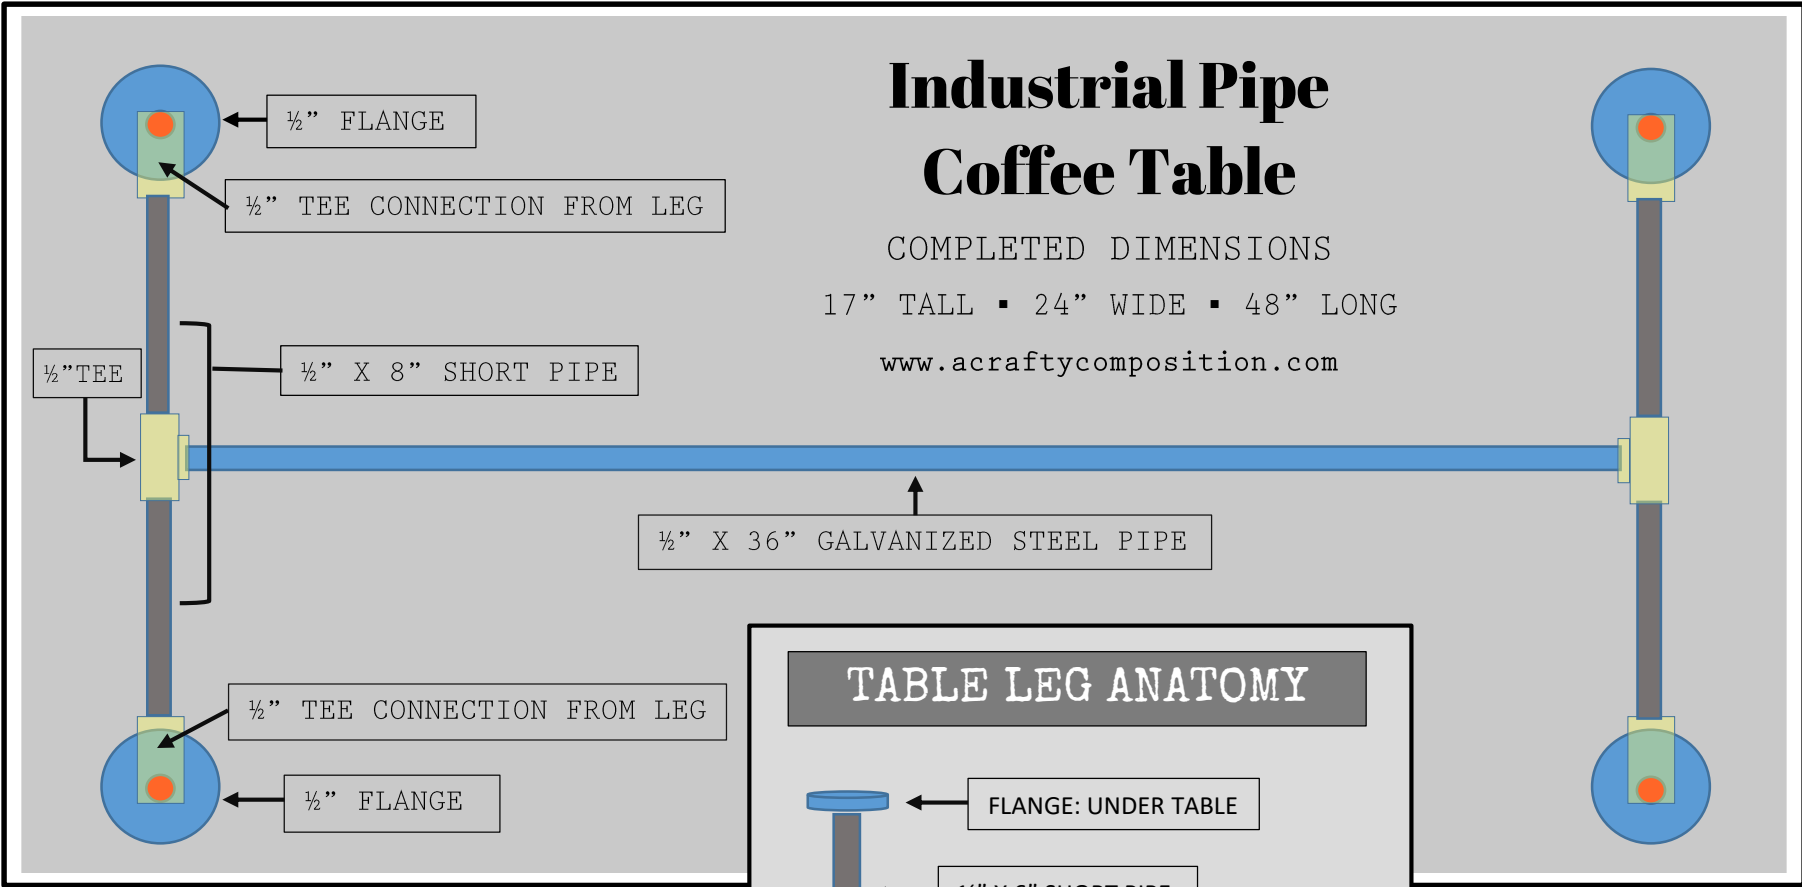 Industrial Pipe
Coffee Table
COMPLETED DIMENSIONS
17” TALL ▪ 24” WIDE ▪ 48” LONG
www.acraftycomposition.com
½” FLANGE
½” TEE CONNECTION FROM LEG
½”TEE
½” X 8” SHORT PIPE
½” X 36” GALVANIZED STEEL PIPE
½” TEE CONNECTION FROM LEG
½” FLANGE
TABLE LEG ANATOMY
FLANGE: UNDER TABLE
SHORT PIPE